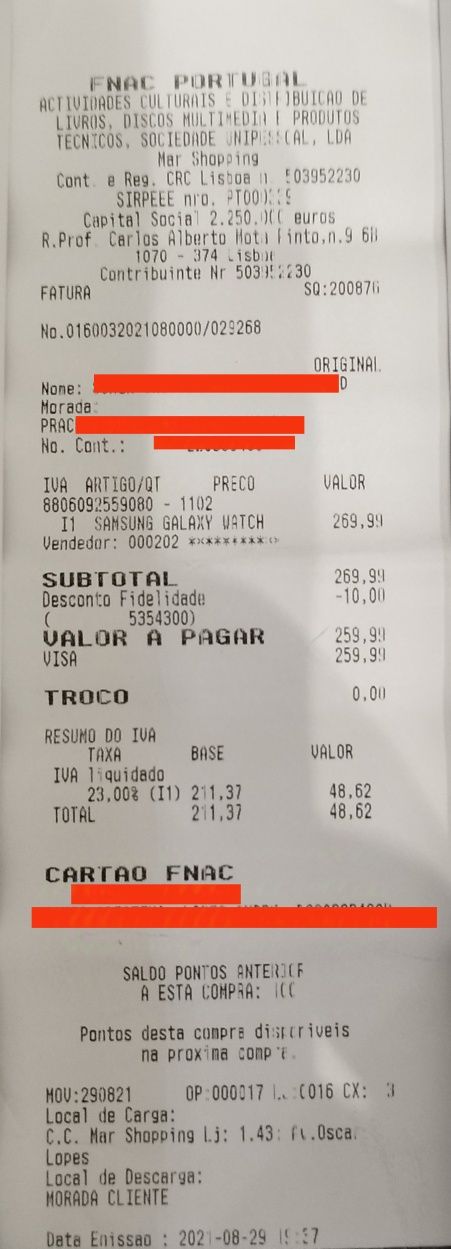 FNAC PORTUGAL
ACTIVIDADES CULTURAIS E DISTRIBUICAO DE
LIVROS, DISCOS MULTIMEDIA E PRODUTOS
TECNICOS, SOCIEDADE UNIPESSOAL, LDA
Mar Shopping
Cont. e Reg. CRC Lisboa n. 503952230
SIRPEEE nro.
Capital Social 2.250.000 euros
R.Prof. Carlos Alberto Mota Pinto,n.9 6B
1070 - 374 Lisboa
Contribuinte Nr 503952230
FATURA SQ:200876
No.0160032021080000/029268
ORIGINAL
Nome: D
Morada:
PRAC
No. Cont.:
IVA ARTIGO/QT PRECO VALOR
8806092559080 - 1102
I1 SAMSUNG GALAXY WATCH 269,99
Vendedor: 000202 **********
SUBTOTAL 269,99
Desconto Fidelidade -10,00
( 5354300)
VALOR A PAGAR 259,99
VISA 259,99
TROCO 0,00
RESUMO DO IVA
TAXA BASE VALOR
IVA liquidado
23,00% (I1) 211,37 48,62
TOTAL 211,37 48,62
CARTAO FNAC
SALDO PONTOS ANTERIOR
A ESTA COMPRA:
Pontos desta compra disponiveis
na proxima compra.
MOV:290821 OP:000017 CX: 3
Local de Carga:
C.C. Mar Shopping Lj: 1.43: Av.Oscar
Lopes
Local de Descarga:
MORADA CLIENTE
Data Emissao : 2021-08-29